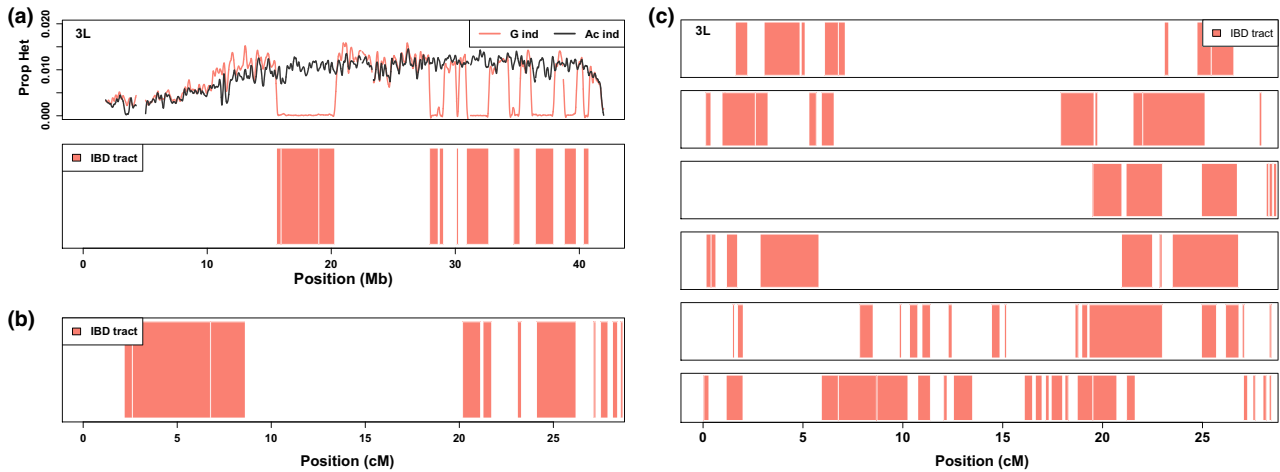 (a)
3L
G ind
Ac ind
Prop Het
0.020
0.010
0.000
IBD tract
0 10 20 30 40
Position (Mb)
(b)
IBD tract
0 5 10 15 20 25
Position (cM)
(c)
3L
IBD tract
0 5 10 15 20 25
Position (cM)